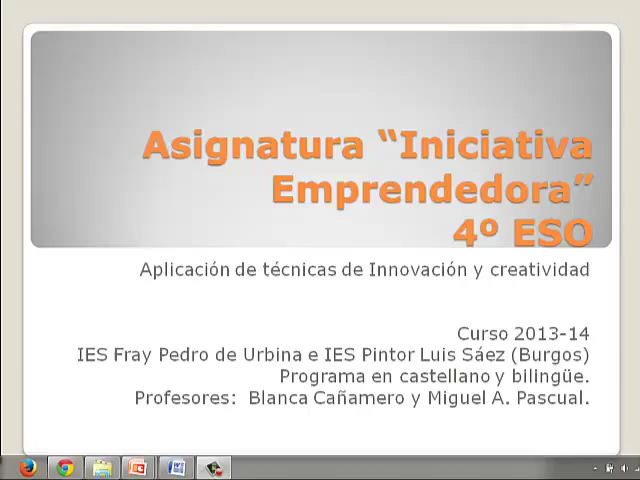 Asignatura “Iniciativa
Emprendedora”
4º ESO
Aplicación de técnicas de Innovación y creatividad
Curso 2013-14
IES Fray Pedro de Urbina e IES Pintor Luis Sáez (Burgos)
Programa en castellano y bilingüe.
Profesores:  Blanca Cañamero y Miguel A. Pascual.